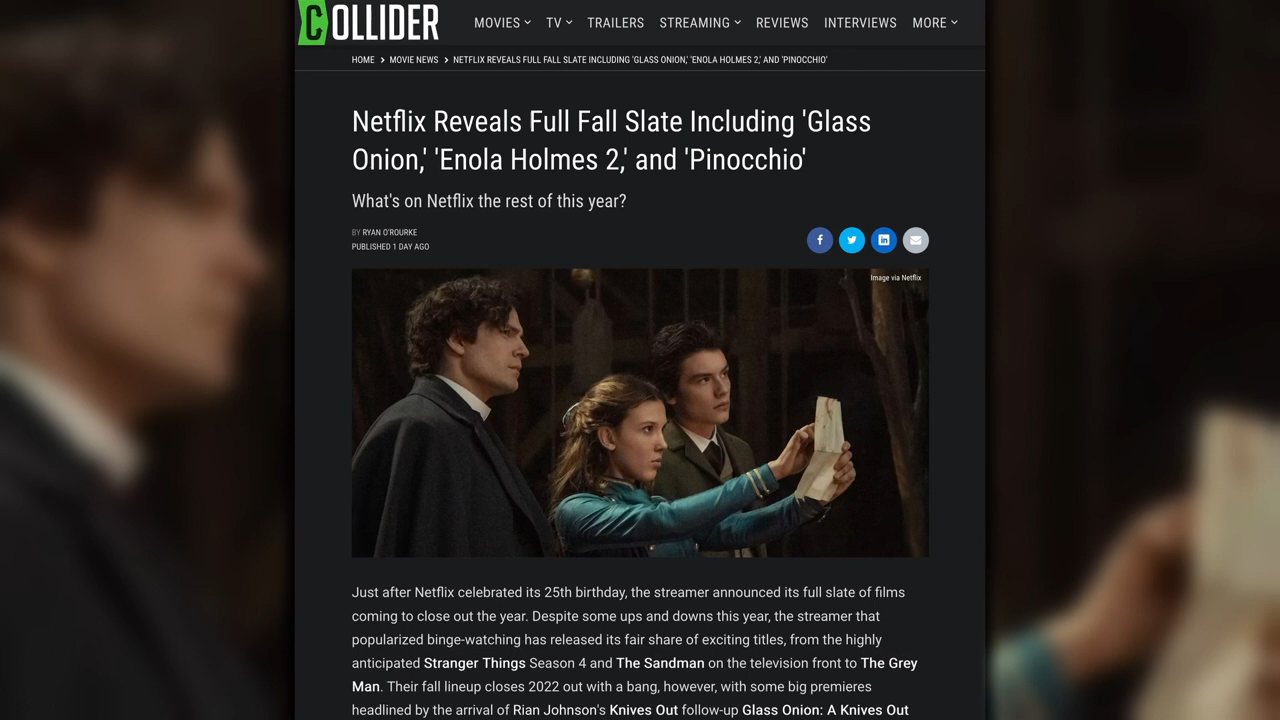 COLLIDER
MOVIES TV TRAILERS STREAMING REVIEWS INTERVIEWS MORE
HOME > MOVIE NEWS > NETFLIX REVEALS FULL FALL SLATE INCLUDING 'GLASS ONION,' 'ENOLA HOLMES 2,' AND 'PINOCCHIO'
Netflix Reveals Full Fall Slate Including 'Glass
Onion,' 'Enola Holmes 2,' and 'Pinocchio'
What's on Netflix the rest of this year?
BY RYAN O'ROURKE
PUBLISHED 1 DAY AGO
Image via Netflix
Just after Netflix celebrated its 25th birthday, the streamer announced its full slate of films
coming to close out the year. Despite some ups and downs this year, the streamer that
popularized binge-watching has released its fair share of exciting titles, from the highly
anticipated Stranger Things Season 4 and The Sandman on the television front to The Grey
Man. Their fall lineup closes 2022 out with a bang, however, with some big premieres
headlined by the arrival of Rian Johnson's Knives Out follow-up Glass Onion: A Knives Out